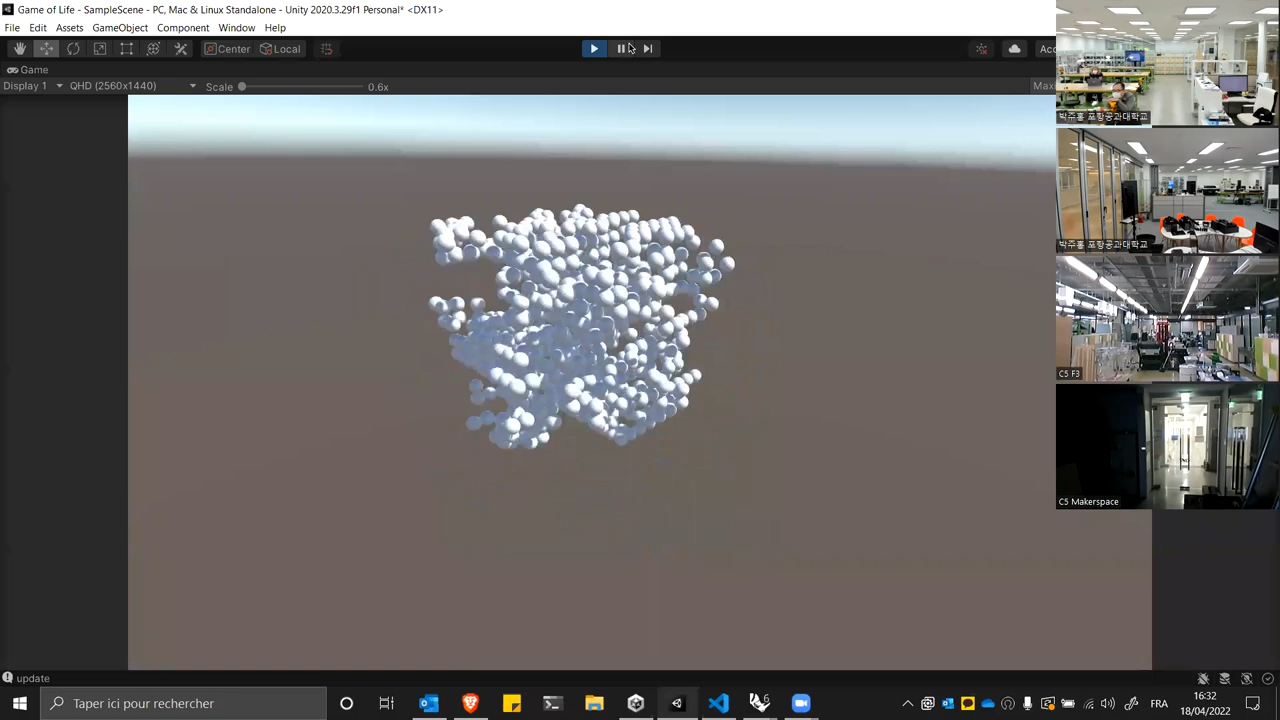 Game of Life - SampleScene - PC, Mac & Linux Standalone - Unity 2020.3.29f1 Personal* <DX11>
File Edit Assets GameObject Component Window Help
Center Local Acc
Game
Display 1 QHD (2560x1440) Scale 0.6x Max
박주홍 포항공과대학교
박주홍 포항공과대학교
C5 F3
C5 Makerspace
update
Taper ici pour rechercher
FRA
16:32
18/04/2022